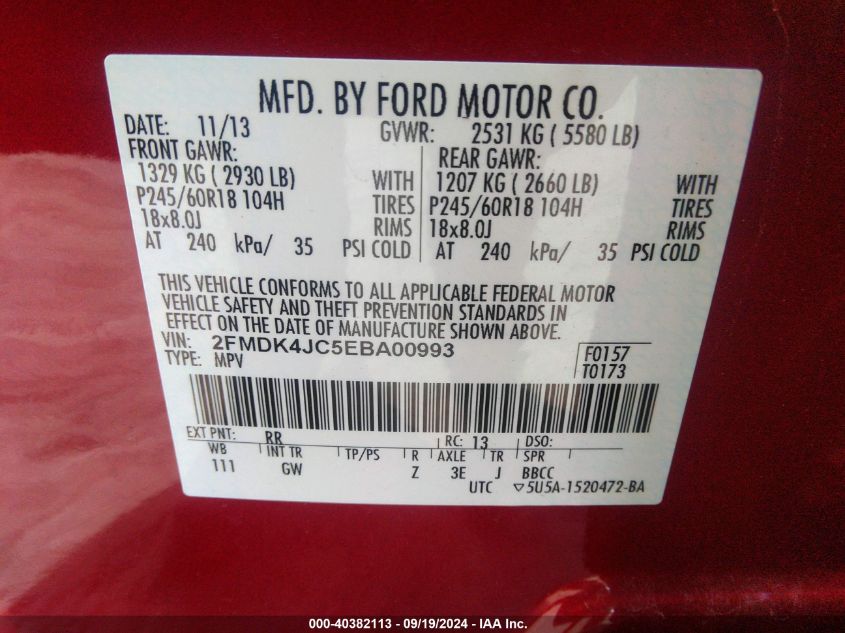 MFD. BY FORD MOTOR CO.
DATE: 11/13 GVWR: 2531 KG ( 5580 LB)
FRONT GAWR: REAR GAWR:
1329 KG ( 2930 LB) WITH 1207 KG ( 2660 LB) WITH
P245/60R18 104H TIRES P245/60R18 104H TIRES
18x8.0J RIMS 18x8.0J RIMS
AT 240 kPa/ 35 PSI COLD AT 240 kPa/ 35 PSI COLD
THIS VEHICLE CONFORMS TO ALL APPLICABLE FEDERAL MOTOR
VEHICLE SAFETY AND THEFT PREVENTION STANDARDS IN
EFFECT ON THE DATE OF MANUFACTURE SHOWN ABOVE.
VIN: 2FMDK4JC5EBA00993 F0157
TYPE: MPV T0173
EXT PNT: RR RC: 13 DSO:
WB INT TR TP/PS R AXLE TR SPR
111 GW Z 3E J BBCC
UTC ▽5U5A-1520472-BA
000-40382113 - 09/19/2024 - IAA Inc.